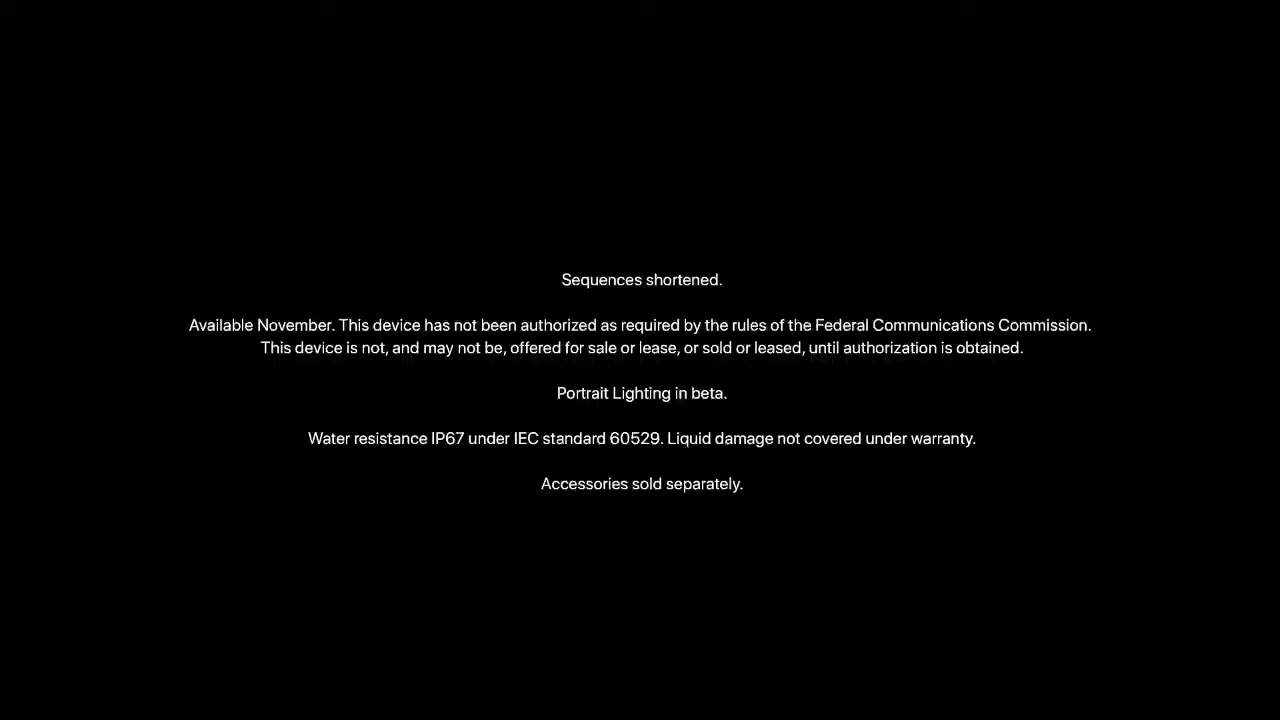 Sequences shortened.
Available November. This device has not been authorized as required by the rules of the Federal Communications Commission.
This device is not, and may not be, offered for sale or lease, or sold or leased, until authorization is obtained.
Portrait Lighting in beta.
Water resistance IP67 under IEC standard 60529. Liquid damage not covered under warranty.
Accessories sold separately.